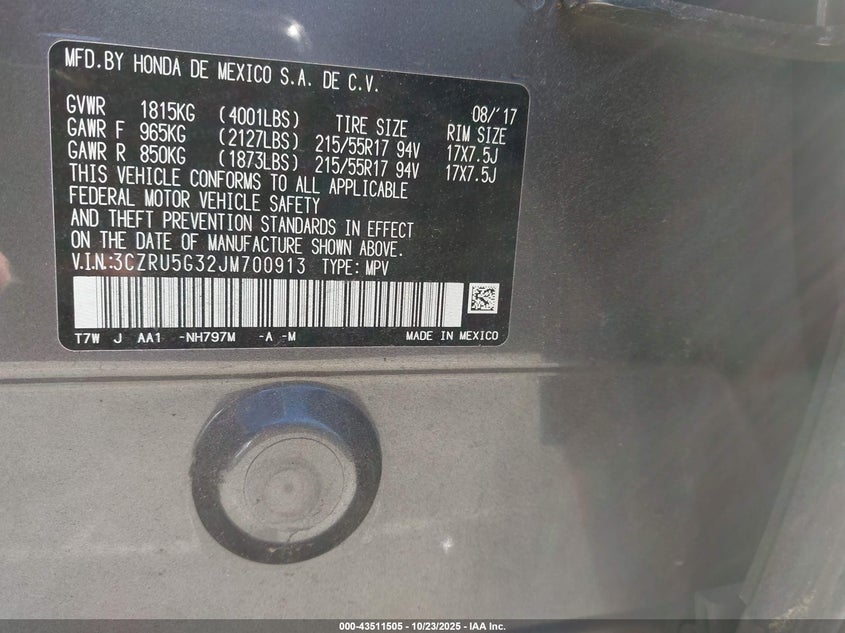 MFD.BY HONDA DE MEXICO S.A. DE C.V.
GVWR 1815KG (4001LBS) 08/'17
GAWR F 965KG (2127LBS) TIRE SIZE RIM SIZE
GAWR R 850KG (1873LBS) 215/55R17 94V 17X7.5J
215/55R17 94V 17X7.5J
THIS VEHICLE CONFORMS TO ALL APPLICABLE
FEDERAL MOTOR VEHICLE SAFETY
AND THEFT PREVENTION STANDARDS IN EFFECT
ON THE DATE OF MANUFACTURE SHOWN ABOVE.
V.I.N.:3CZRU5G32JM700913 TYPE: MPV
T7W J AA1 -NH797M -A -M MADE IN MEXICO
000-43511505 - 10/23/2025 - IAA Inc.